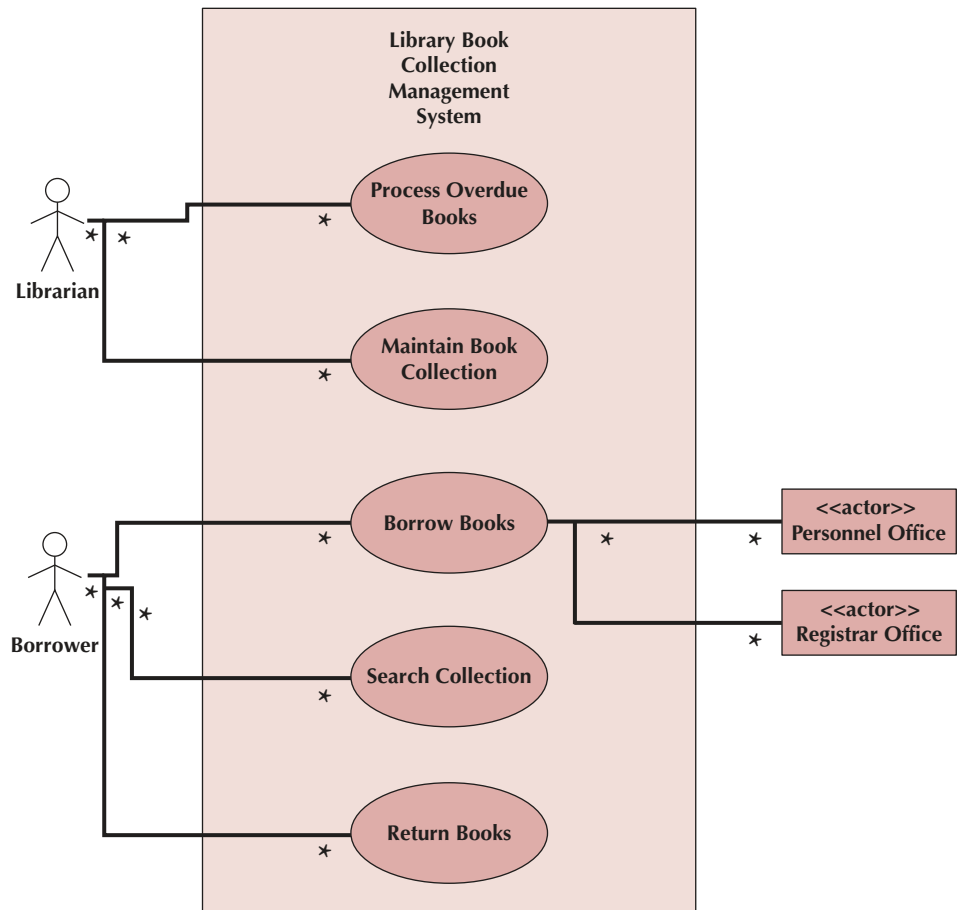 Library Book
Collection
Management
System
Process Overdue
Books
*
*
*
Librarian
Maintain Book
Collection
*
Borrow Books
*
*
*
<<actor>>
Personnel Office
*
*
*
Borrower
<<actor>>
Registrar Office
*
Search Collection
*
Return Books
*